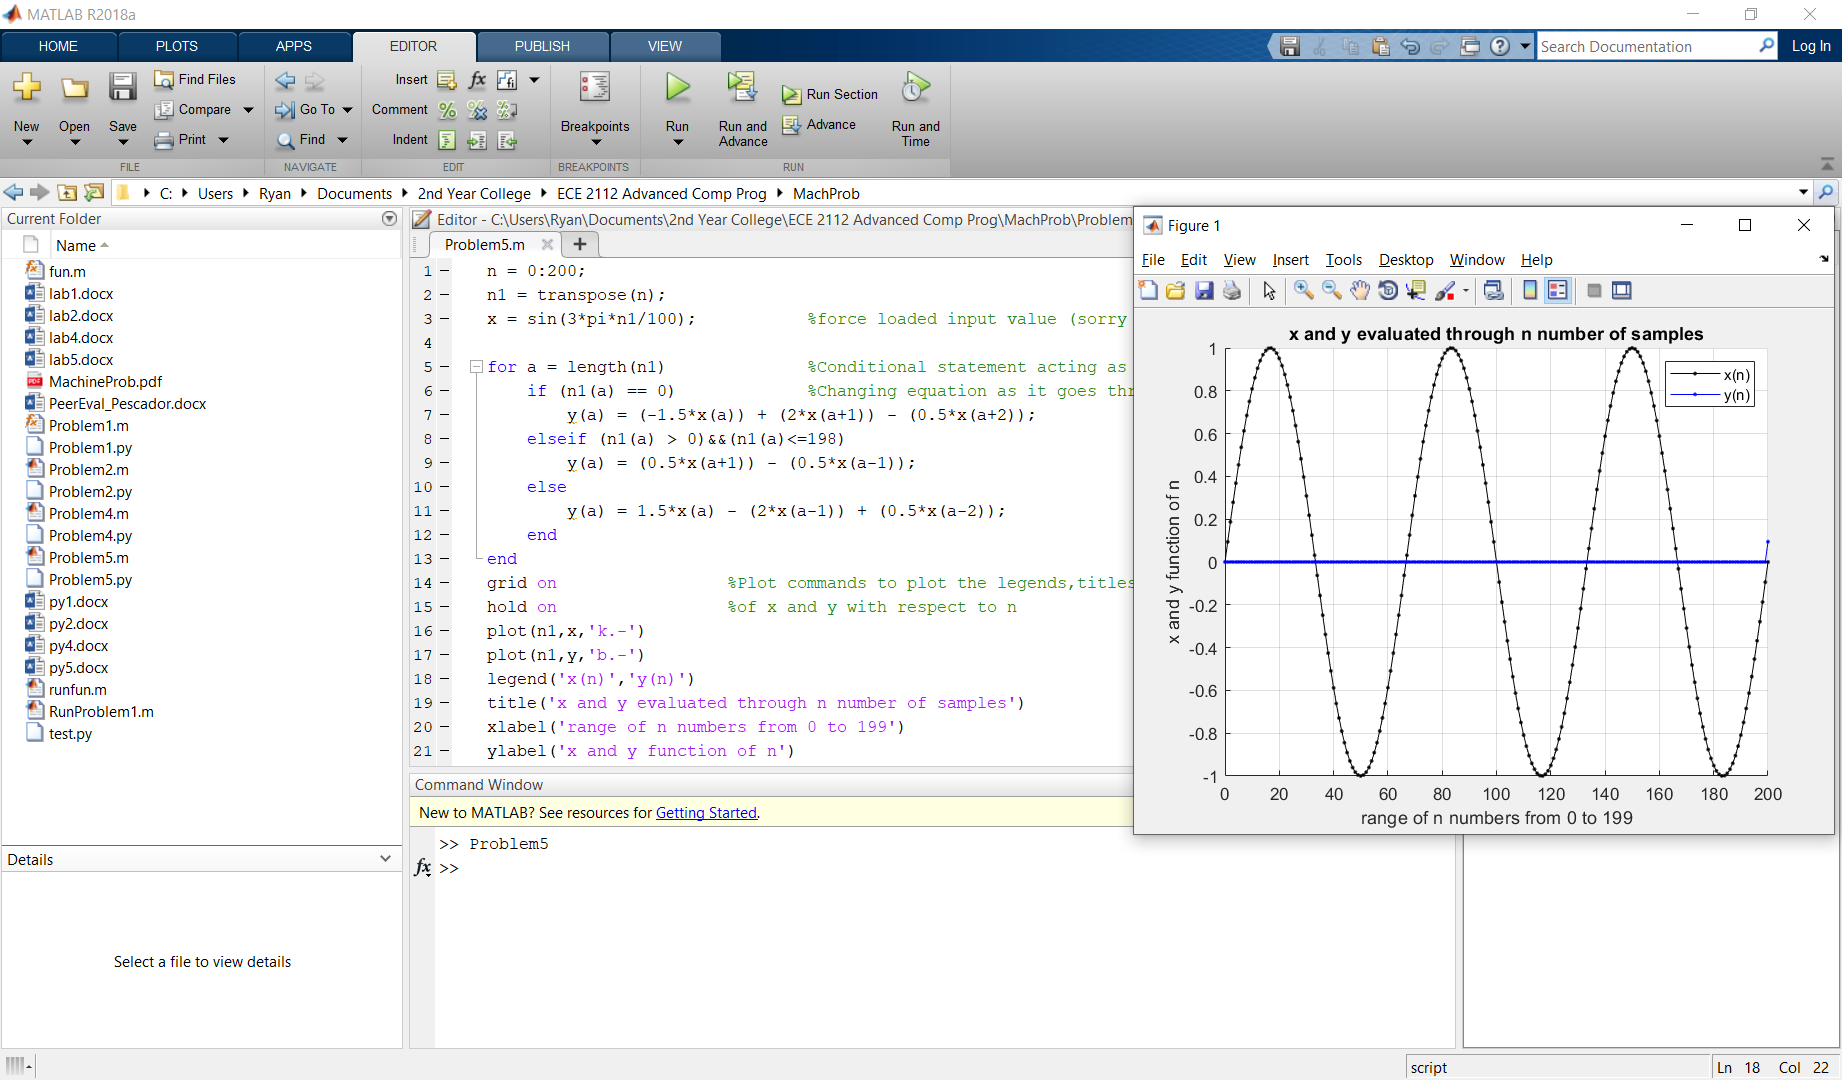 MATLAB R2018a
HOME PLOTS APPS EDITOR PUBLISH VIEW
Search Documentation
Log In
New
Open
Save
Find Files
Compare
Print
FILE
Go To
Find
NAVIGATE
Insert
Comment
Indent
EDIT
Breakpoints
BREAKPOINTS
Run
Run and Advance
Run Section
Advance
Run and Time
RUN
C: Users Ryan Documents 2nd Year College ECE 2112 Advanced Comp Prog MachProb
Current Folder
Name
fun.m
lab1.docx
lab2.docx
lab4.docx
lab5.docx
MachineProb.pdf
PeerEval_Pescador.docx
Problem1.m
Problem1.py
Problem2.m
Problem2.py
Problem4.m
Problem4.py
Problem5.m
Problem5.py
py1.docx
py2.docx
py4.docx
py5.docx
runfun.m
RunProblem1.m
test.py
Details
Select a file to view details
Editor - C:\Users\Ryan\Documents\2nd Year College\ECE 2112 Advanced Comp Prog\MachProb\Problem
Problem5.m
1 n = 0:200;
2 n1 = transpose(n);
3 x = sin(3*pi*n1/100); %force loaded input value (sorry
4
5 for a = length(n1) %Conditional statement acting as
6 if (n1(a) == 0) %Changing equation as it goes thr
7 y(a) = (-1.5*x(a)) + (2*x(a+1)) - (0.5*x(a+2));
8 elseif (n1(a) > 0)&&(n1(a)<=198)
9 y(a) = (0.5*x(a+1)) - (0.5*x(a-1));
10 else
11 y(a) = 1.5*x(a) - (2*x(a-1)) + (0.5*x(a-2));
12 end
13 end
14 grid on %Plot commands to plot the legends,titles
15 hold on %of x and y with respect to n
16 plot(n1,x,'k.-')
17 plot(n1,y,'b.-')
18 legend('x(n)','y(n)')
19 title('x and y evaluated through n number of samples')
20 xlabel('range of n numbers from 0 to 199')
21 ylabel('x and y function of n')
Command Window
New to MATLAB? See resources for Getting Started.
>> Problem5
fx >>
Figure 1
File Edit View Insert Tools Desktop Window Help
x and y evaluated through n number of samples
x(n)
y(n)
1
0.8
0.6
0.4
0.2
0
-0.2
-0.4
-0.6
-0.8
-1
x and y function of n
0 20 40 60 80 100 120 140 160 180 200
range of n numbers from 0 to 199
script
Ln 18 Col 22